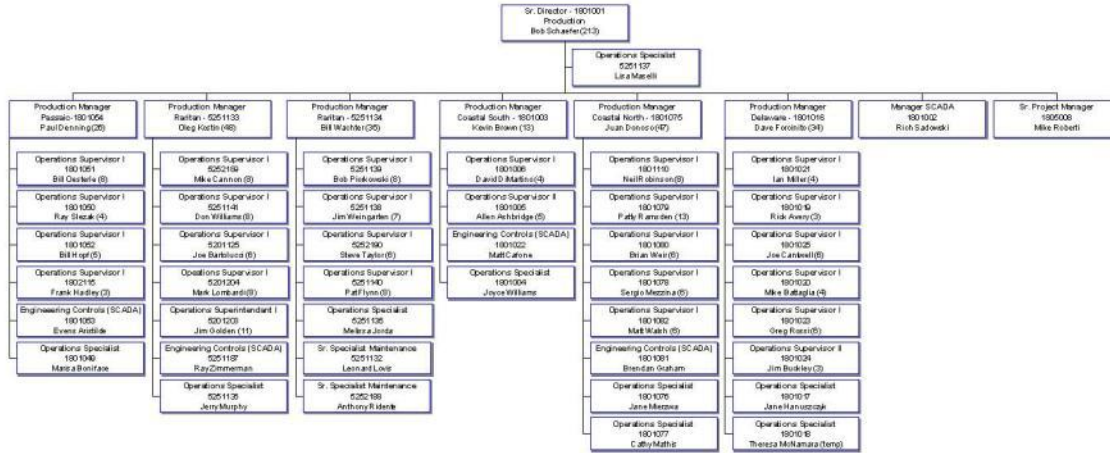 Sr. Director - 1801001
Production
Bob Schaefer (213)
Operations Specialist
5251137
Lisa Maselli
Production Manager
Passaic-1801054
Paul Denning (26)
Production Manager
Raritan - 5251133
Oleg Kostin (48)
Production Manager
Raritan - 5251134
Bill Wachter (36)
Production Manager
Coastal South - 1801003
Kevin Brown (13)
Production Manager
Coastal North - 1801075
Juan Donoso (47)
Production Manager
Delaware - 1801016
Dave Forcinito (34)
Manager SCADA
181002
Rich Sadowski
Sr. Project Manager
1805008
Mike Roberti
Operations Supervisor I
1801051
Bill Oesterle (8)
Operations Supervisor I
1801050
Ray Slezak (4)
Operations Supervisor I
1801052
Bill Hopf (5)
Operations Supervisor I
1802115
Frank Hadley (3)
Engineering Controls (SCADA)
1801053
Evens Aristilde
Operations Specialist
1801049
Marisa Boniface
Operations Supervisor I
5252189
Mike Cannon (8)
Operations Supervisor I
5251141
Don Williams (8)
Operations Supervisor I
5201125
Joe Bartolucci (6)
Operations Supervisor I
5201204
Mark Lombardi (9)
Operations Superintendent I
5201203
Jim Golden (11)
Engineering Controls (SCADA)
5251187
Ray Zimmerman
Operations Specialist
5251135
Jerry Murphy
Operations Supervisor I
5251139
Bob Piokowski (8)
Operations Supervisor I
5251138
Jim Weingarten (7)
Operations Supervisor I
5252190
Steve Taylor (6)
Operations Supervisor I
5251140
Pat Flynn (8)
Operations Specialist
5251136
Melissa Jorda
Sr. Specialist Maintenance
5251132
Leonard Lovis
Sr. Specialist Maintenance
5252188
Anthony Ridente
Operations Supervisor I
1801006
David DiMartino (4)
Operations Supervisor II
1801005
Allen Ashbridge (5)
Engineering Controls (SCADA)
1801022
Matt Cafone
Operations Specialist
1801004
Joyce Williams
Operations Supervisor I
1801110
Neil Robinson (8)
Operations Supervisor I
1801079
Patty Ramsden (13)
Operations Supervisor I
1801080
Brian Weir (6)
Operations Supervisor I
1801078
Sergio Mezzina (6)
Operations Supervisor I
1801082
Matt Walsh (6)
Engineering Controls (SCADA)
1801081
Brendan Graham
Operations Specialist
1801076
Jane Mierzwa
Operations Specialist
1801077
Cathy Mathis
Operations Supervisor I
1801021
Ian Miller (4)
Operations Supervisor I
1801019
Rick Avery (3)
Operations Supervisor I
1801025
Joe Cantwell (6)
Operations Supervisor I
1801020
Mike Battaglia (4)
Operations Supervisor I
1801023
Greg Rossi (6)
Operations Supervisor II
1801024
Jim Buckley (3)
Operations Specialist
1801017
Jane Hanuszczyk
Operations Specialist
1801018
Theresa McNamara (temp)